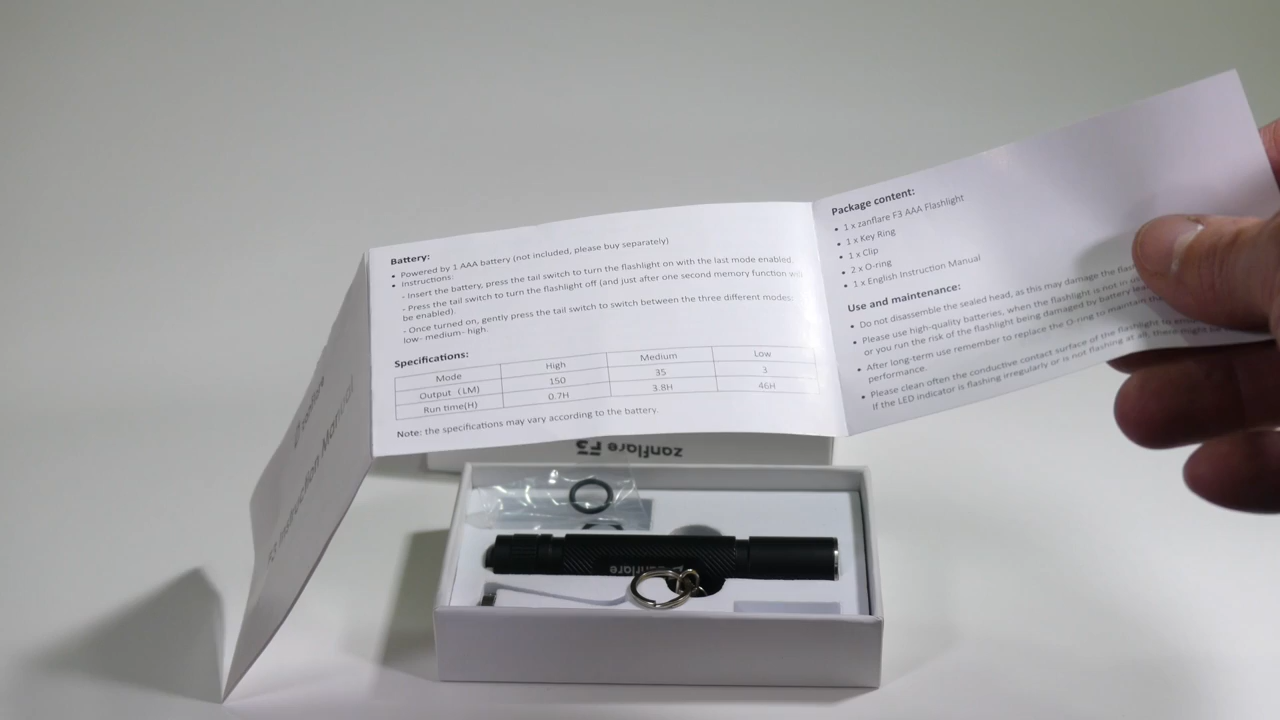 Battery:
• Powered by 1 AAA battery (not included, please buy separately)
• Instructions:
- Insert the battery, press the tail switch to turn the flashlight on with the last mode enabled.
- Press the tail switch to turn the flashlight off (and just after one second memory function will
be enabled).
- Once turned on, gently press the tail switch to switch between the three different modes:
low- medium- high.
Specifications:
Mode High Medium Low
Output（LM) 150 35 3
Run time(H) 0.7H 3.8H 46H
Note: the specifications may vary according to the battery.
Package content:
• 1 x zanflare F3 AAA Flashlight
• 1 x Key Ring
• 1 x Clip
• 2 x O-ring
• 1 x English Instruction Manual
Use and maintenance:
• Do not disassemble the sealed head, as this may damage the
• Please use high-quality batteries, when the flashlight is not in
or you run the risk of the flashlight being damaged by battery
• After long-term use remember to replace the O-ring to maintain
performance.
• Please clean often the conductive contact surface of the flashlight to
If the LED indicator is flashing irregularly or is not flashing at all, there
F3 Instruction Manual
zanflare F3
zanflare